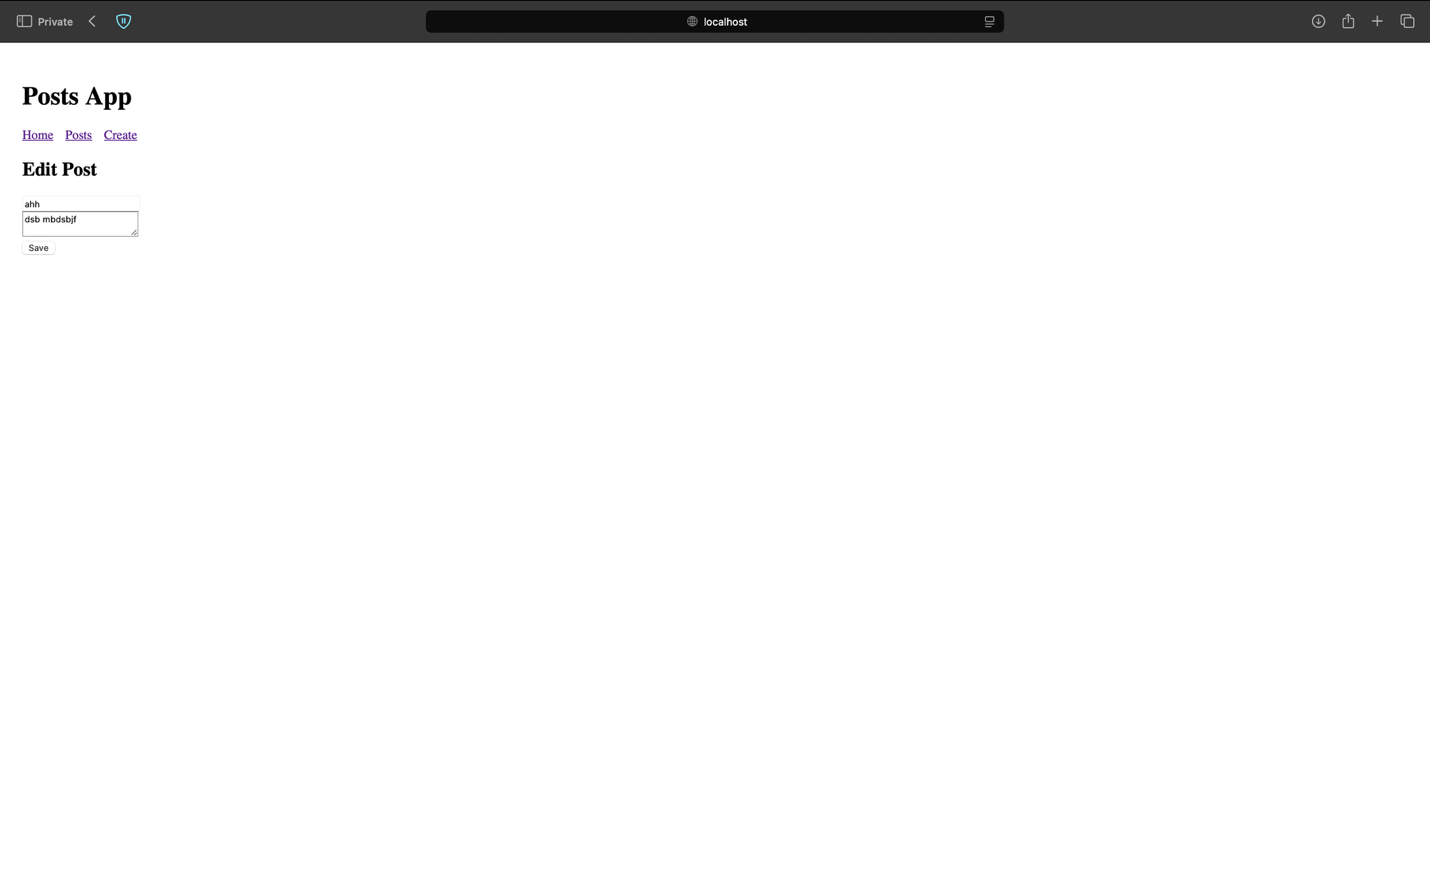 Private
localhost
Posts App
Home Posts Create
Edit Post
ahh
dsb mbdsbjf
Save